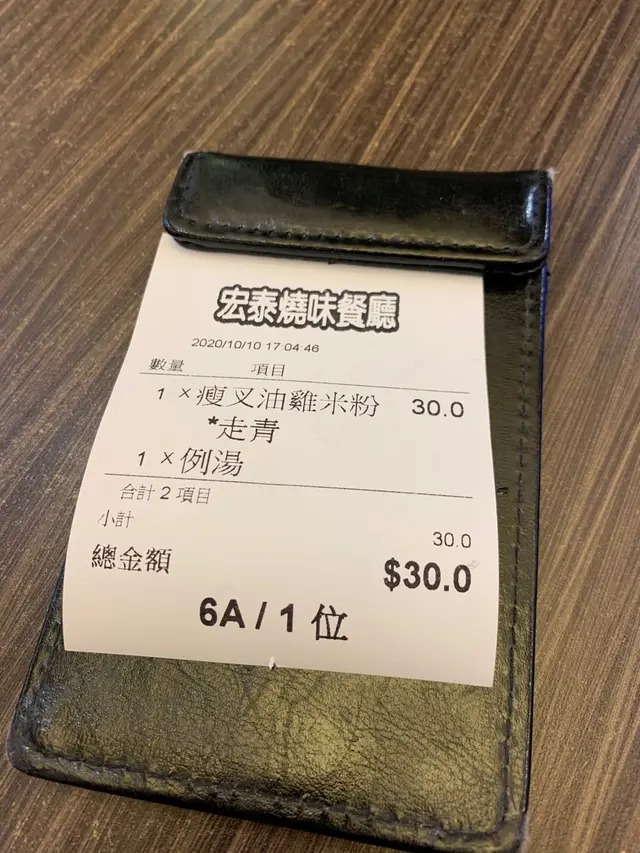 宏泰燒味餐廳
2020/10/10 17:04:46
數量 項目
1 × 瘦叉油雞米粉 30.0
*走青
1 × 例湯
合計 2 項目
小計 30.0
總金額 $30.0
6A / 1 位